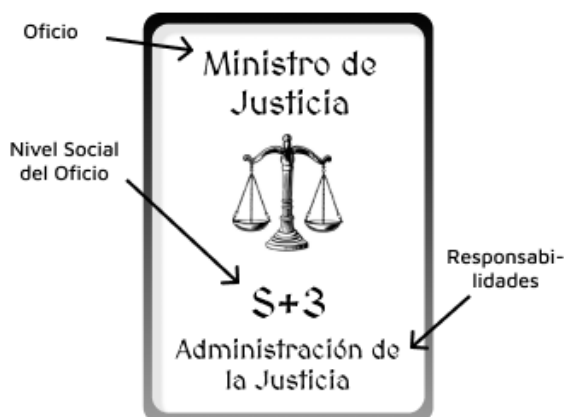 Oficio
Ministro de
Justicia
Nivel Social
del Oficio
S+3
Responsabi-
lidades
Administración de
la Justicia